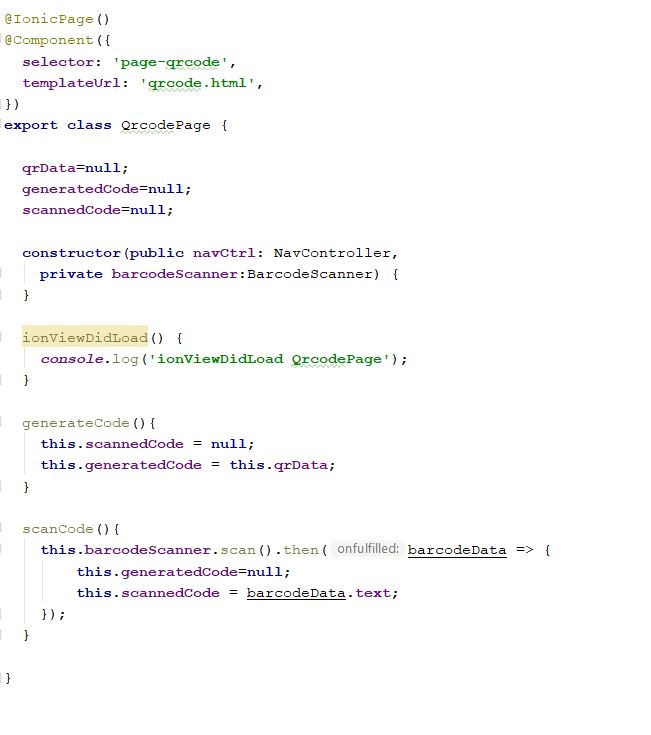 @IonicPage()
@Component({
selector: 'page-qrcode',
templateUrl: 'qrcode.html',
})
export class QrcodePage {
qrData=null;
generatedCode=null;
scannedCode=null;
constructor(public navCtrl: NavController,
private barcodeScanner:BarcodeScanner) {
}
ionViewDidLoad() {
console.log('ionViewDidLoad QrcodePage');
}
generateCode(){
this.scannedCode = null;
this.generatedCode = this.qrData;
}
scanCode(){
this.barcodeScanner.scan().then( onfulfilled: barcodeData => {
this.generatedCode=null;
this.scannedCode = barcodeData.text;
});
}
}